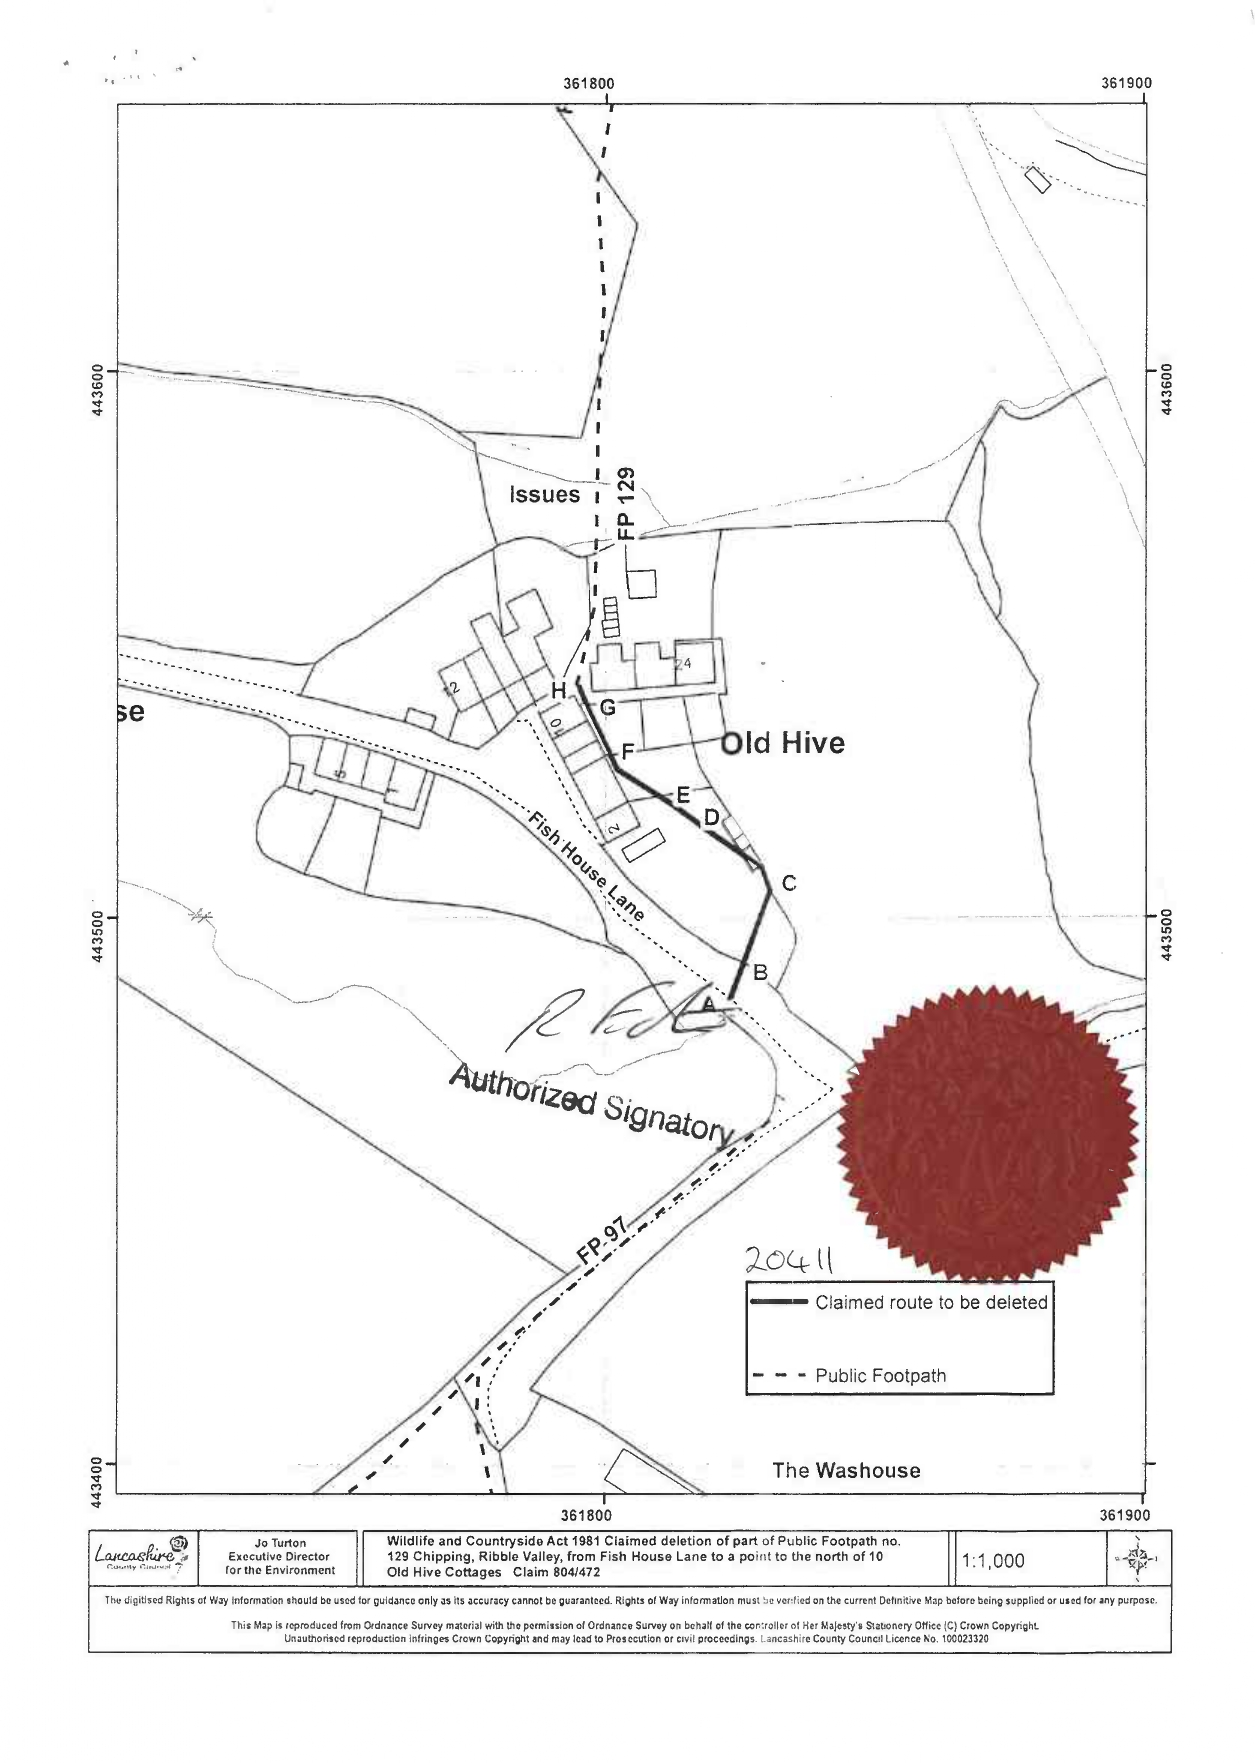 361800
361900
443600
443600
Issues
FP 129
24
12
H
G
10
se
F
Old Hive
E
5
D
1
2
Fish House Lane
C
443500
443500
B
A
Authorized Signatory
FP 97
20411
Claimed route to be deleted
Public Footpath
The Washouse
443400
361800
361900
Lancashire
County Council
Jo Turton
Executive Director
for the Environment
Wildlife and Countryside Act 1981 Claimed deletion of part of Public Footpath no.
129 Chipping, Ribble Valley, from Fish House Lane to a point to the north of 10
Old Hive Cottages Claim 804/472
1:1,000
The digitised Rights of Way Information should be used for guidance only as its accuracy cannot be guaranteed. Rights of Way information must be verified on the current Definitive Map before being supplied or used for any purpose.
This Map is reproduced from Ordnance Survey material with the permission of Ordnance Survey on behalf of the controller of Her Majesty's Stationery Office (C) Crown Copyright.
Unauthorised reproduction infringes Crown Copyright and may lead to Prosecution or civil proceedings. Lancashire County Council Licence No. 100023320